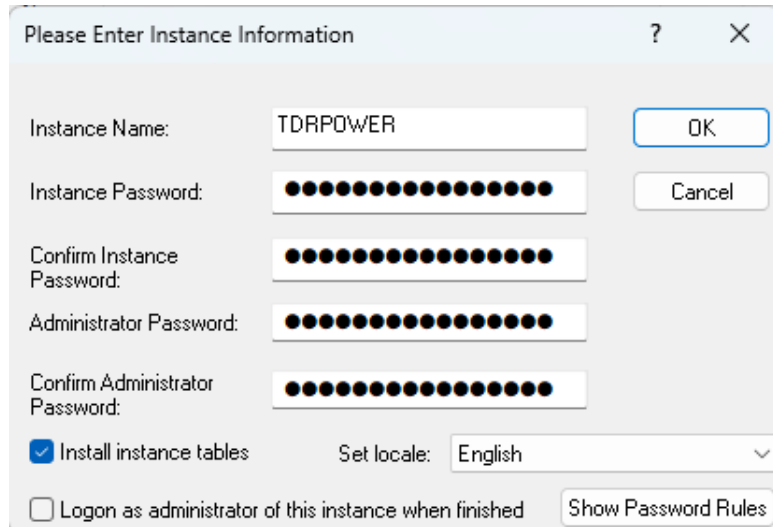 Please Enter Instance Information ?
Instance Name: TDRPOWER OK
Instance Password: ●●●●●●●●●●●●●●●● Cancel
Confirm Instance
Password: ●●●●●●●●●●●●●●●●
Administrator Password: ●●●●●●●●●●●●●●●●
Confirm Administrator
Password: ●●●●●●●●●●●●●●●●
Install instance tables Set locale: English
Logon as administrator of this instance when finished Show Password Rules